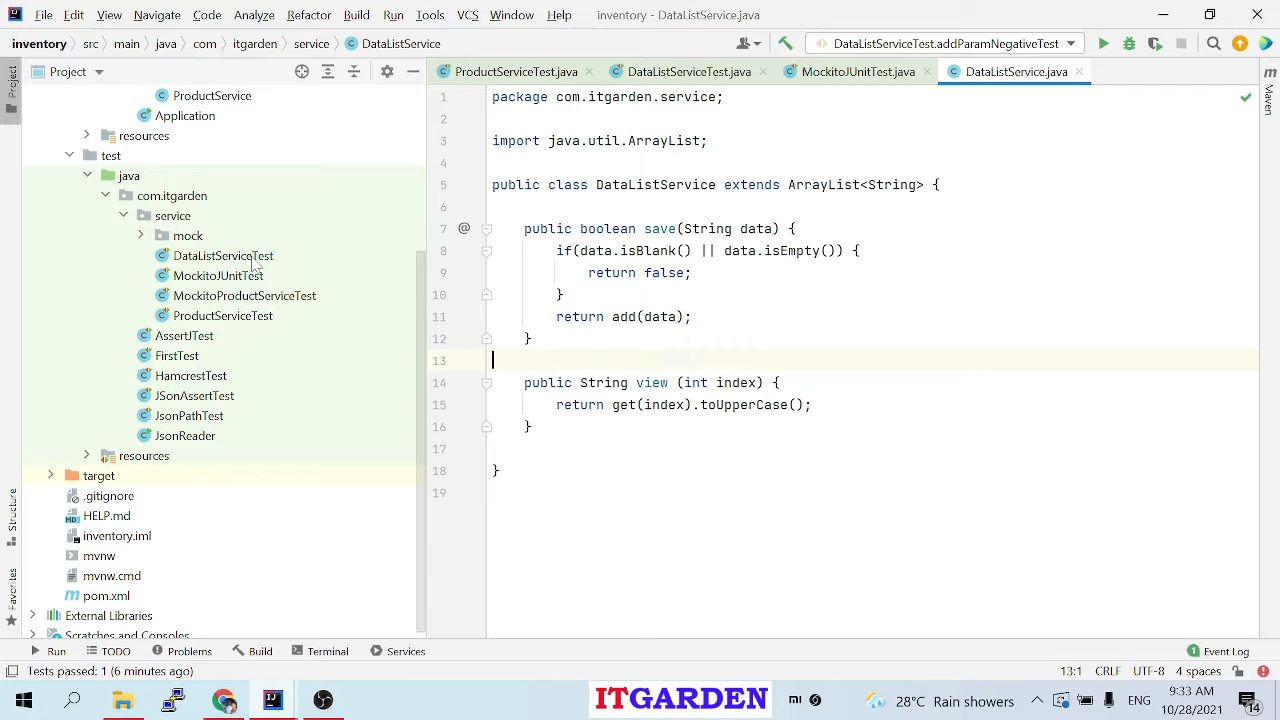 File Edit View Navigate Code Analyze Refactor Build Run Tools VCS Window Help inventory - DataListService.java
inventory src main java com itgarden service DataListService DataListServiceTest.addParamNegativeTest
Project ProductServiceTest.java DataListServiceTest.java MockitoJUnitTest.java DataListService.java
Project
Maven
Structure
Favorites
ProductService
Application
resources
test
java
com.itgarden
service
mock
DataListServiceTest
MockitoJUnitTest
MockitoProductServiceTest
ProductServiceTest
AssertJTest
FirstTest
HamcrestTest
JSonAssertTest
JsonPathTest
JsonReader
resources
target
.gitignore
HELP.md
inventory.iml
mvnw
mvnw.cmd
pom.xml
External Libraries
Scratches and Consoles
1 package com.itgarden.service;
2
3 import java.util.ArrayList;
4
5 public class DataListService extends ArrayList<String> {
6
7 @ public boolean save(String data) {
8 if(data.isBlank() || data.isEmpty()) {
9 return false;
10 }
11 return add(data);
12 }
13
14 public String view (int index) {
15 return get(index).toUpperCase();
16 }
17
18 }
19
Run TODO Problems Build Terminal Services 1 Event Log
Tests passed: 1 (6 minutes ago) 13:1 CRLF UTF-8 4 spaces
ITGARDEN 28°C Rain showers ENG 9:13 AM
10/28/2021 14